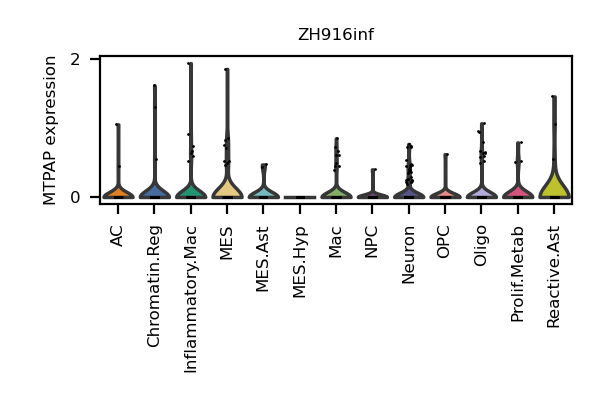 ZH916inf
MTPAP expression
2
0
AC
Chromatin.Reg
Inflammatory.Mac
MES
MES.Ast
MES.Hyp
Mac
NPC
Neuron
OPC
Oligo
Prolif.Metab
Reactive.Ast